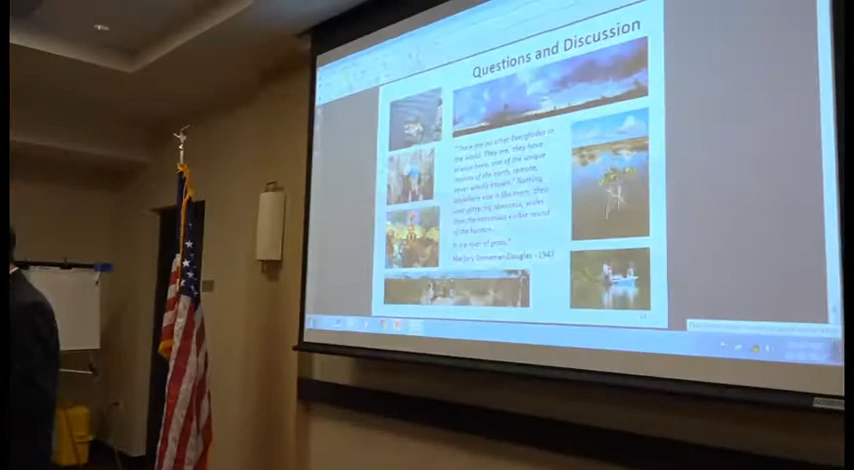 Questions and Discussion
"There are no other Everglades in
the world. They are, they have
always been, one of the unique
regions of the earth, remote,
never wholly known." Nothing
anywhere else is like them; their
vast glittering openness, wider
than the enormous visible round
of the horizon.
is a river of grass."
Marjory Stoneman Douglas - 1947